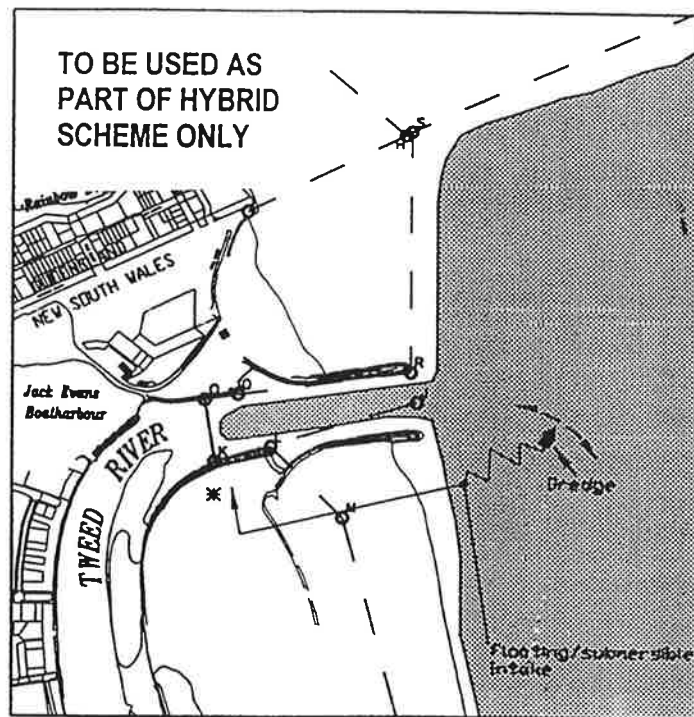 TO BE USED AS
PART OF HYBRID
SCHEME ONLY
S
Rainbow
NEW SOUTH WALES
R
Jack Evans
Boatharbour
K
TWEED
RIVER
Dredge
Floating/submersible
intake